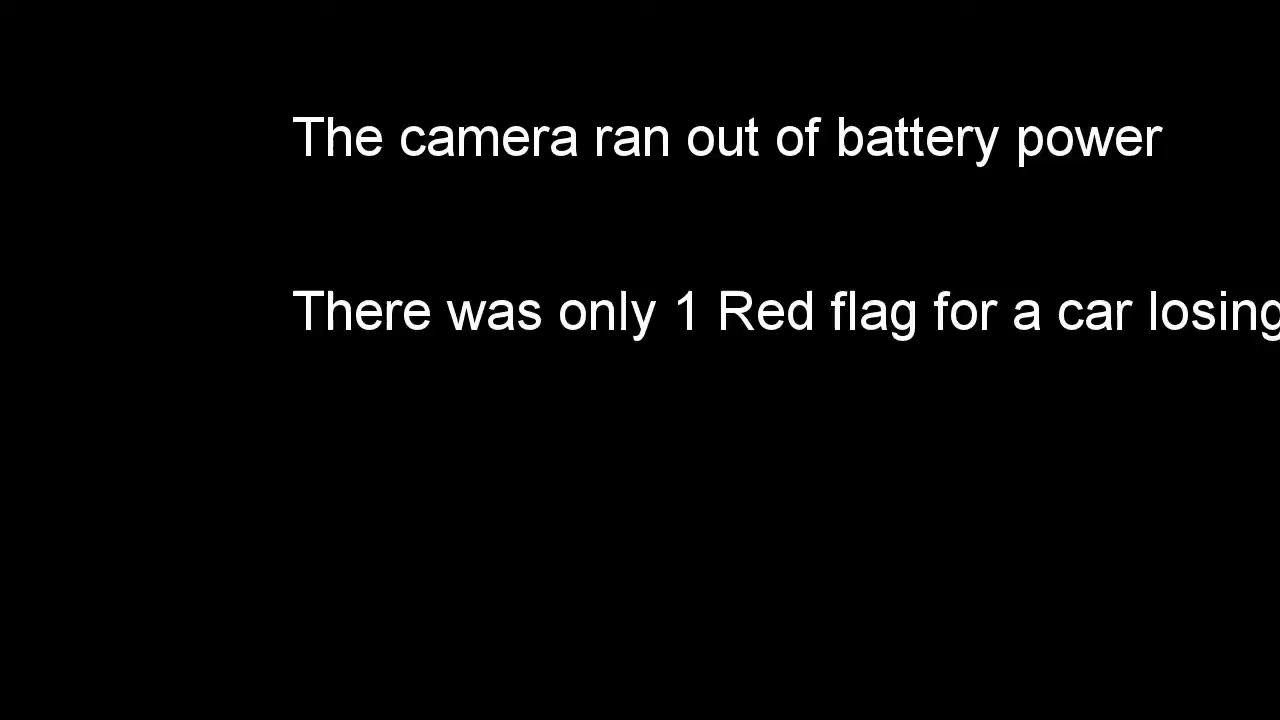 The camera ran out of battery power
There was only 1 Red flag for a car losing